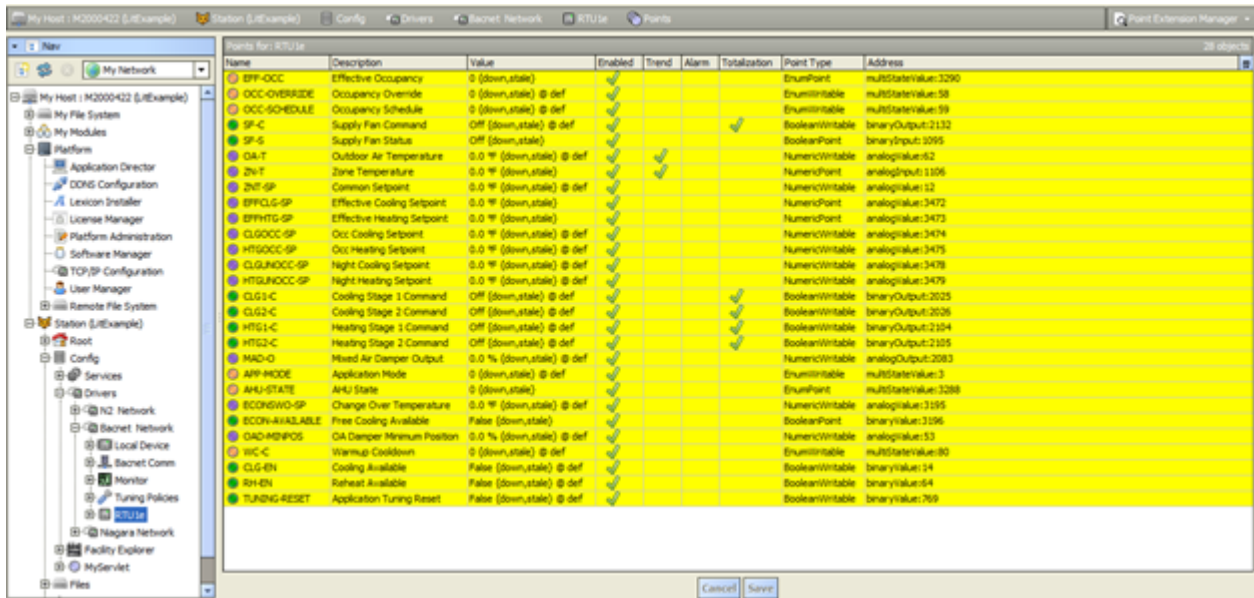 My Host : M2000422 (LitExample) Station (LitExample) Config Drivers Bacnet Network RTU1e Points Point Extension Manager
Nav
My Network
My Host : M2000422 (LitExample)
My File System
My Modules
Platform
Application Director
DDNS Configuration
Lexicon Installer
License Manager
Platform Administration
Software Manager
TCP/IP Configuration
User Manager
Remote File System
Station (LitExample)
Root
Config
Services
Drivers
N2 Network
Bacnet Network
Local Device
Bacnet Comm
Monitor
Tuning Policies
RTU1e
Niagara Network
Facility Explorer
MyServlet
Files
Points for: RTU1e 28 objects
Name Description Value Enabled Trend Alarm Totalization Point Type Address
EFF-OCC Effective Occupancy 0 {down,stale} EnumPoint multiStateValue:3290
OCC-OVERRIDE Occupancy Override 0 {down,stale} @ def EnumWritable multiStateValue:58
OCC-SCHEDULE Occupancy Schedule 0 {down,stale} @ def EnumWritable multiStateValue:59
SF-C Supply Fan Command Off {down,stale} @ def BooleanWritable binaryOutput:2132
SF-S Supply Fan Status Off {down,stale} BooleanPoint binaryInput:1095
OA-T Outdoor Air Temperature 0.0 °F {down,stale} @ def NumericWritable analogValue:62
ZN-T Zone Temperature 0.0 °F {down,stale} NumericPoint analogInput:1106
ZNT-SP Common Setpoint 0.0 °F {down,stale} @ def NumericWritable analogValue:12
EFFCLG-SP Effective Cooling Setpoint 0.0 °F {down,stale} NumericPoint analogValue:3472
EFFHTG-SP Effective Heating Setpoint 0.0 °F {down,stale} NumericPoint analogValue:3473
CLGOCC-SP Occ Cooling Setpoint 0.0 °F {down,stale} @ def NumericWritable analogValue:3474
HTGOCC-SP Occ Heating Setpoint 0.0 °F {down,stale} @ def NumericWritable analogValue:3475
CLGUNOCC-SP Night Cooling Setpoint 0.0 °F {down,stale} @ def NumericWritable analogValue:3478
HTGUNOCC-SP Night Heating Setpoint 0.0 °F {down,stale} @ def NumericWritable analogValue:3479
CLG1-C Cooling Stage 1 Command Off {down,stale} @ def BooleanWritable binaryOutput:2025
CLG2-C Cooling Stage 2 Command Off {down,stale} @ def BooleanWritable binaryOutput:2026
HTG1-C Heating Stage 1 Command Off {down,stale} @ def BooleanWritable binaryOutput:2104
HTG2-C Heating Stage 2 Command Off {down,stale} @ def BooleanWritable binaryOutput:2105
MAD-O Mixed Air Damper Output 0.0 % {down,stale} @ def NumericWritable analogOutput:2083
APP-MODE Application Mode 0 {down,stale} @ def EnumWritable multiStateValue:3
AHU-STATE AHU State 0 {down,stale} EnumPoint multiStateValue:3288
ECONSWO-SP Change Over Temperature 0.0 °F {down,stale} @ def NumericWritable analogValue:3195
ECON-AVAILABLE Free Cooling Available False {down,stale} BooleanPoint binaryValue:3196
OAD-MINPOS OA Damper Minimum Position 0.0 % {down,stale} @ def NumericWritable analogValue:53
WC-C Warmup Cooldown 0 {down,stale} @ def EnumWritable multiStateValue:80
CLG-EN Cooling Available False {down,stale} @ def BooleanWritable binaryValue:14
RH-EN Reheat Available False {down,stale} @ def BooleanWritable binaryValue:64
TUNING-RESET Application Tuning Reset False {down,stale} @ def BooleanWritable binaryValue:769
Cancel Save